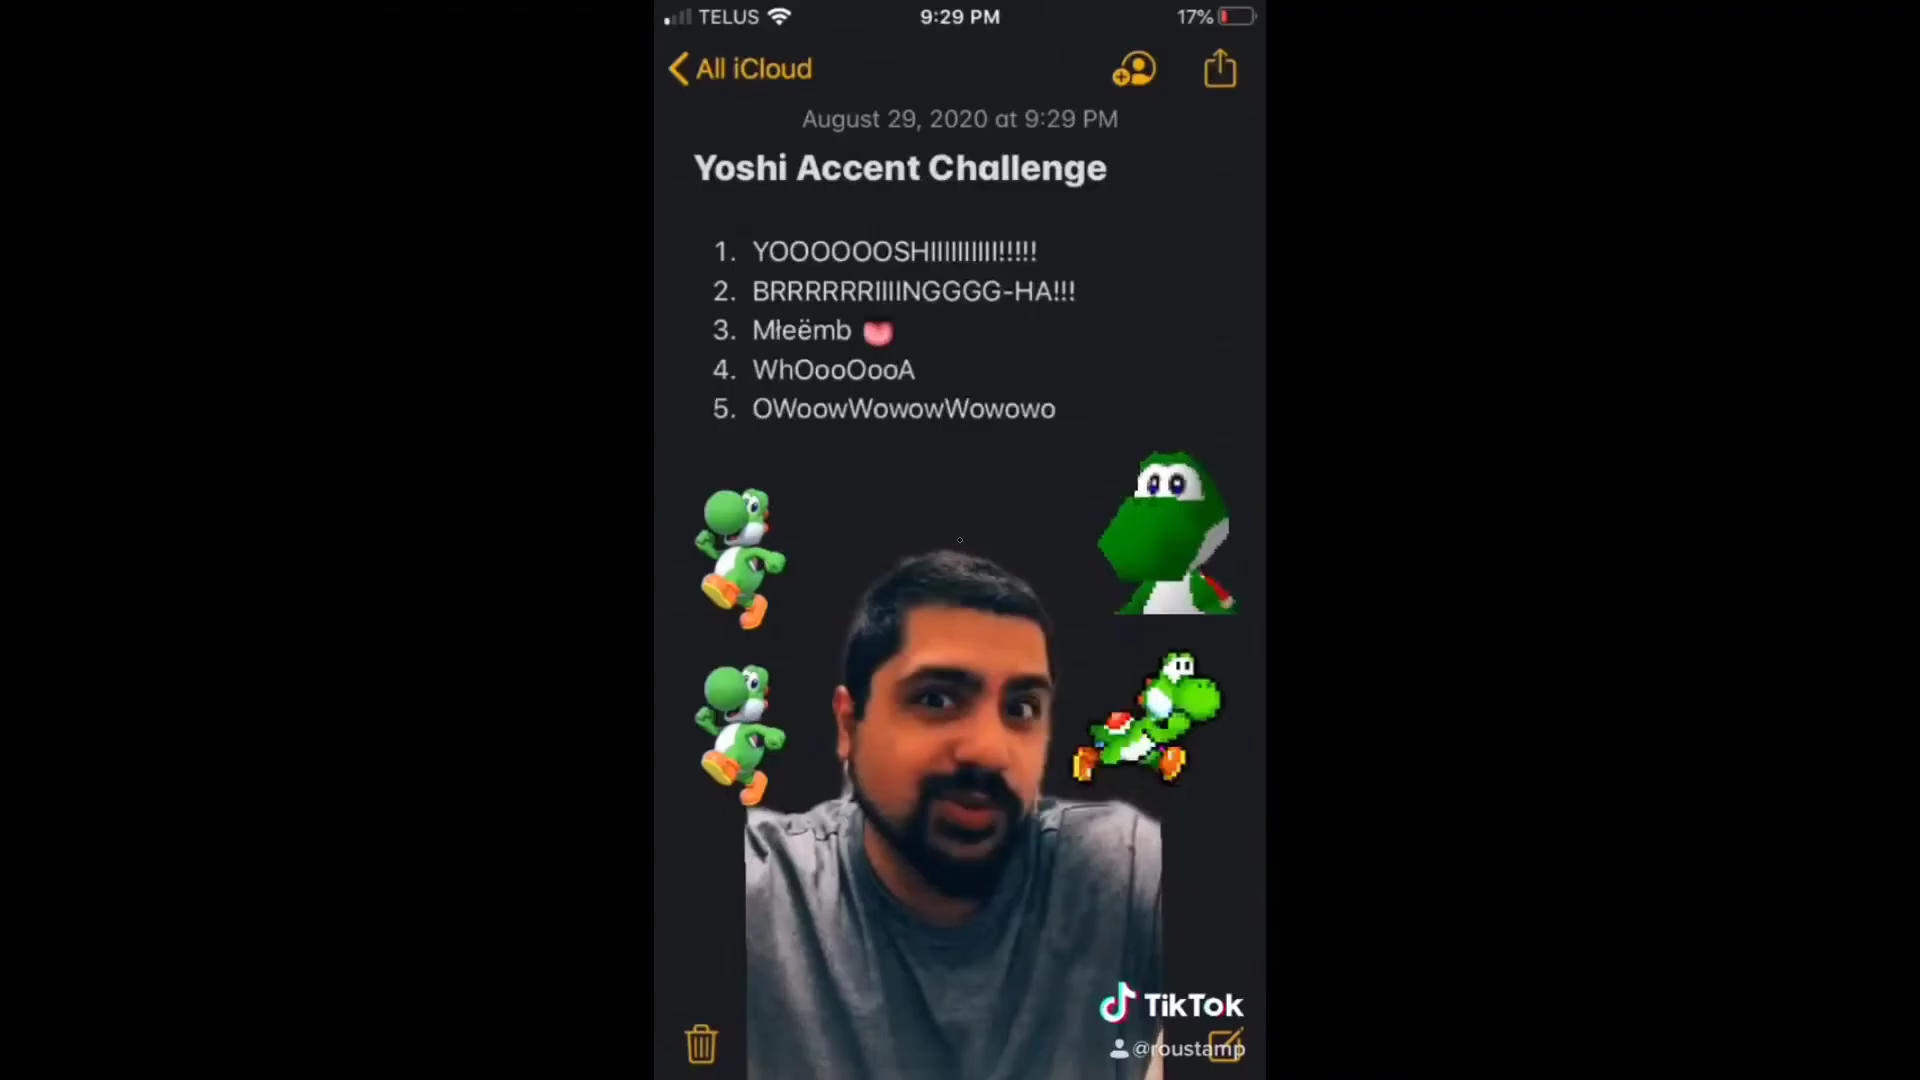 TELUS 9:29 PM 17%
All iCloud
August 29, 2020 at 9:29 PM
Yoshi Accent Challenge
1. YOOOOOOSHIIIIIIIIII!!!!!
2. BRRRRRRIIIINGGGG-HA!!!
3. Młeëmb 👅
4. WhOooOooA
5. OWoowWowowWowowo
TikTok
@roustamp